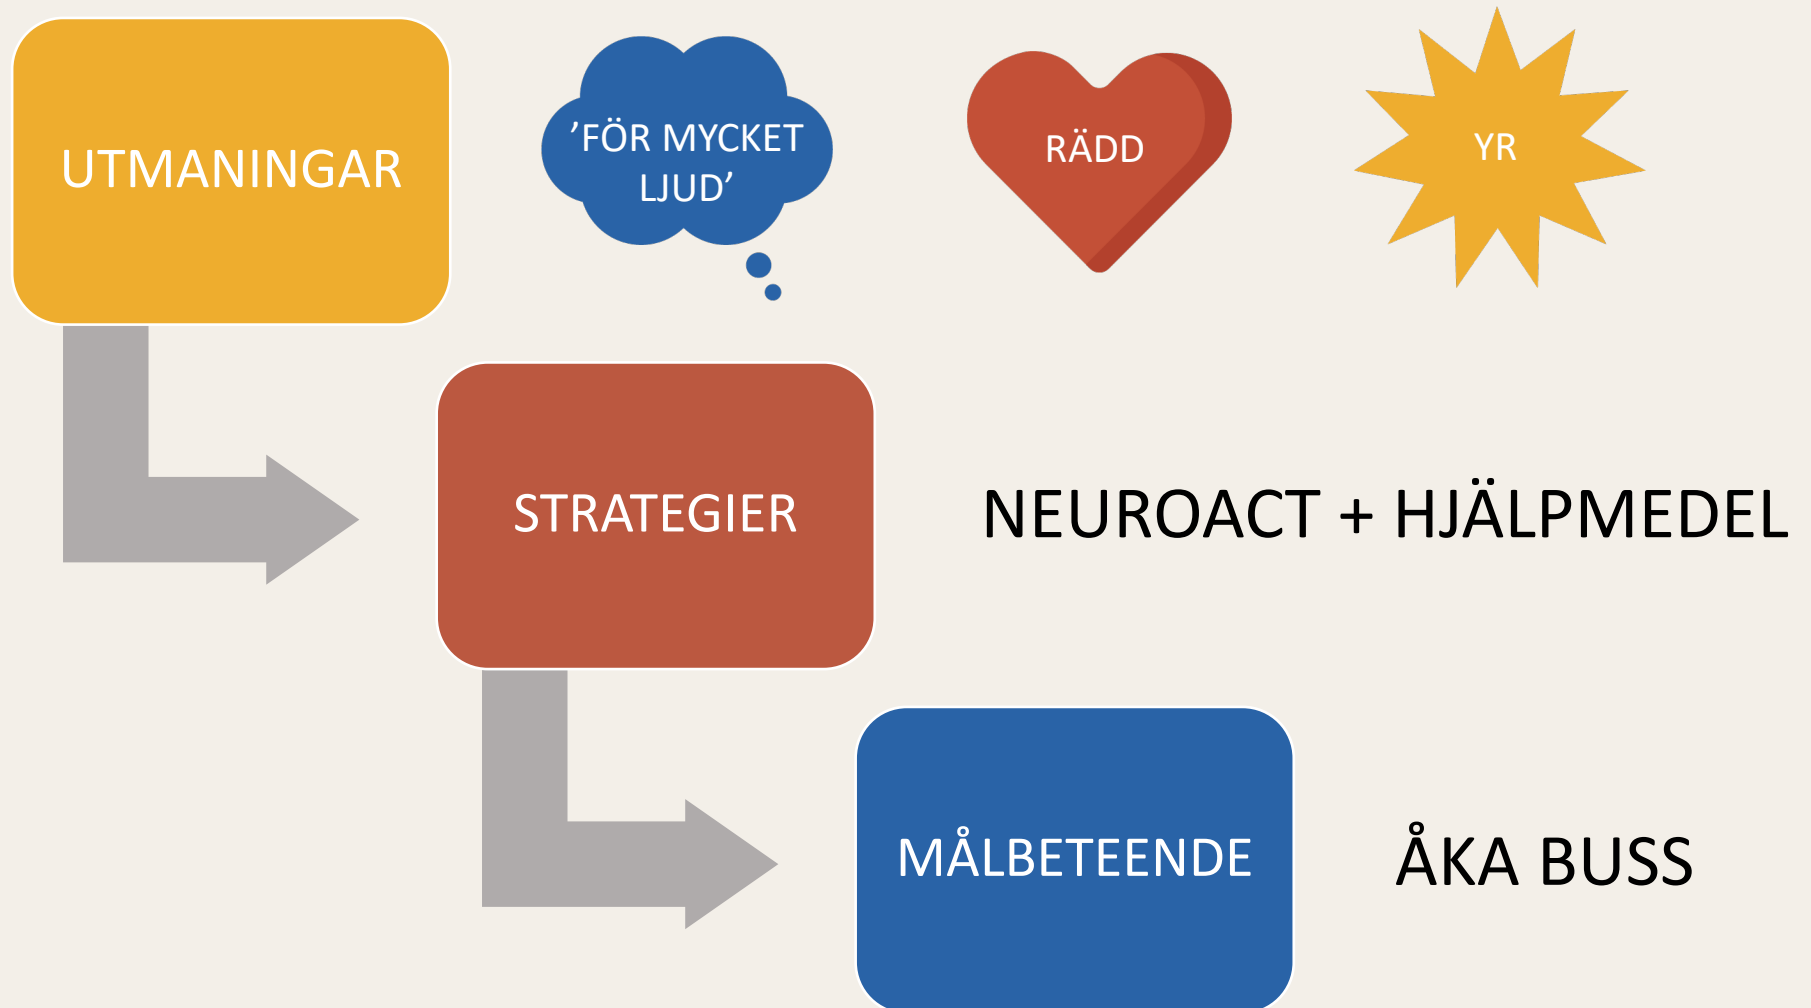 UTMANINGAR
’FÖR MYCKET
LJUD’
RÄDD
YR
STRATEGIER
NEUROACT + HJÄLPMEDEL
MÅLBETEENDE
ÅKA BUSS